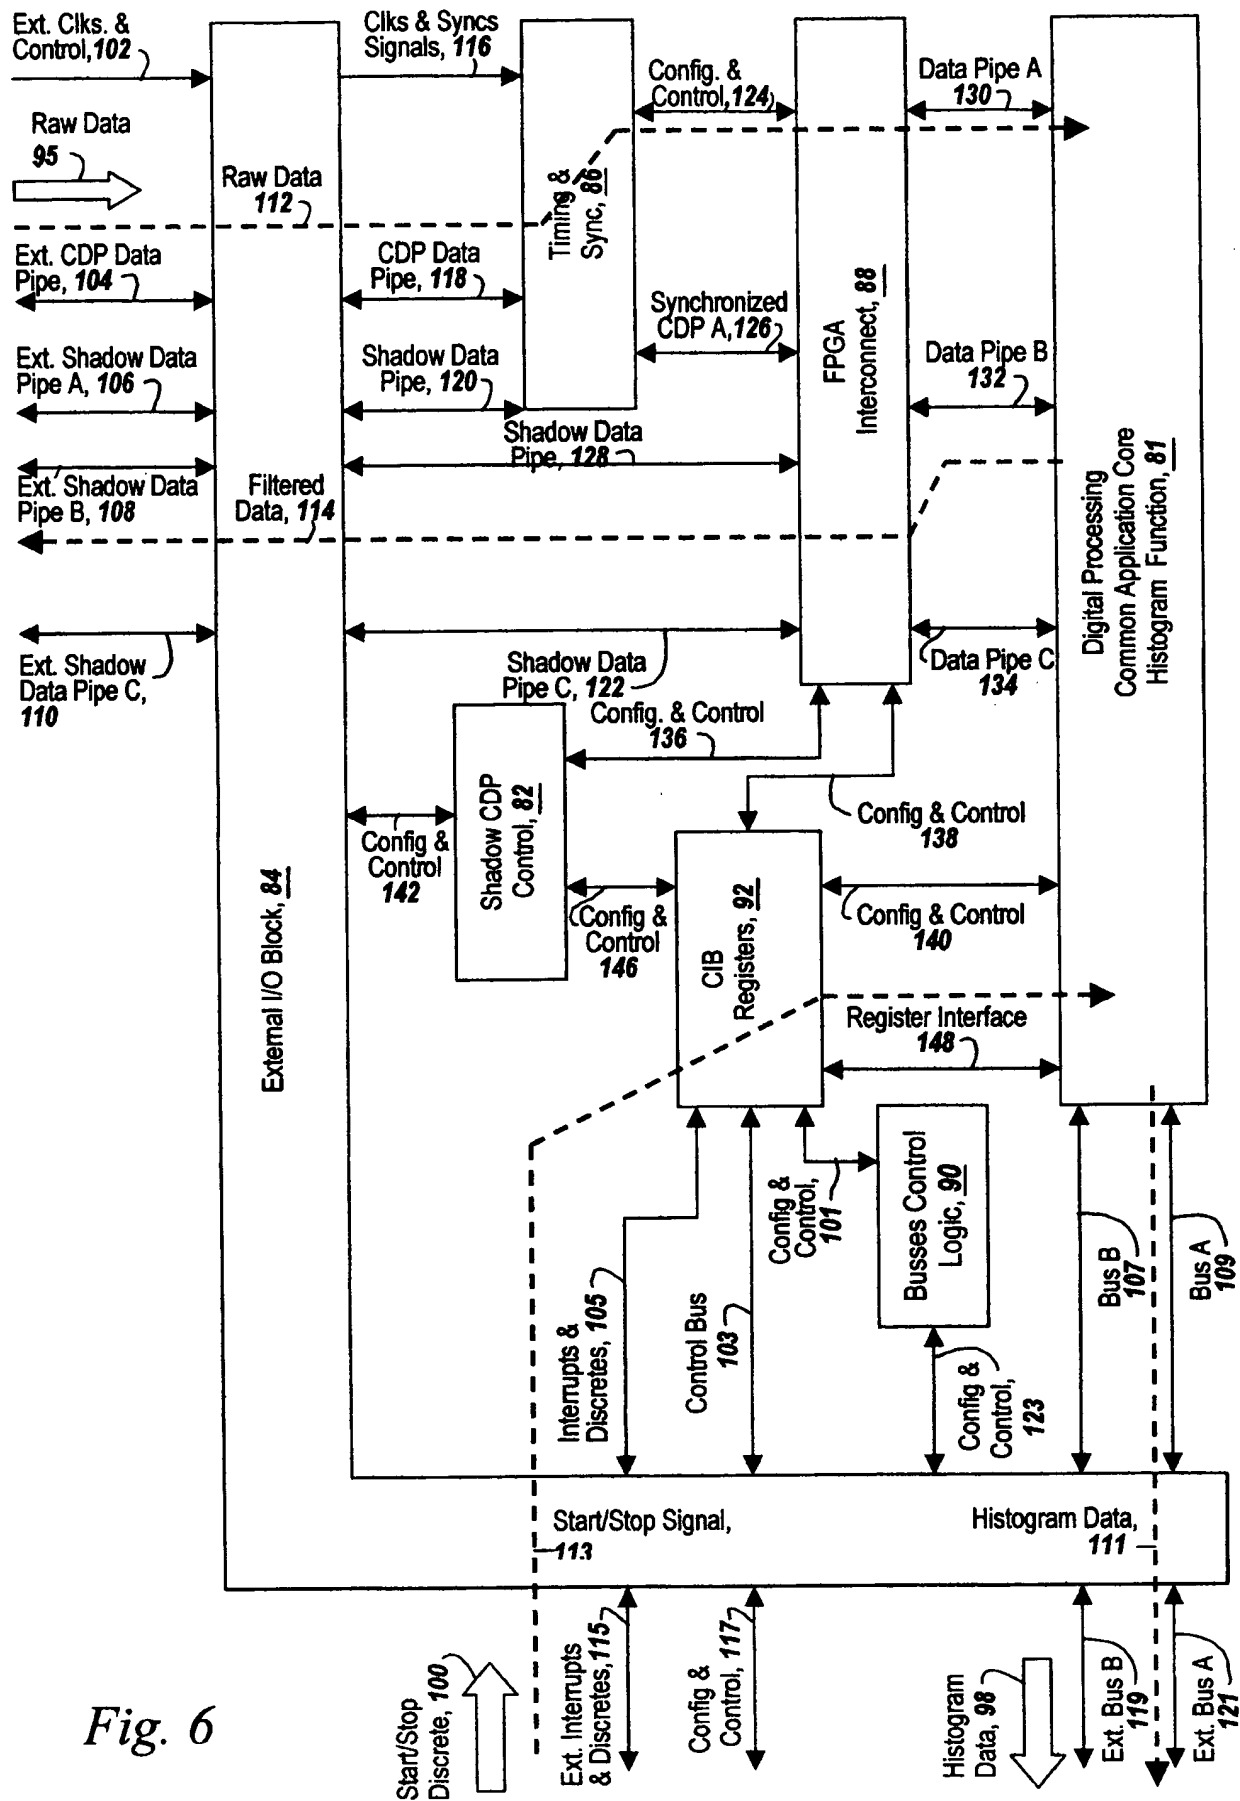 Ext. Clks. &
Control, 102
Clks & Syncs
Signals, 116
Config. &
Control, 124
Data Pipe A
130
Raw Data
95
Raw Data
112
Timing &
Sync, 86
Ext. CDP Data
Pipe, 104
CDP Data
Pipe, 118
Synchronized
CDP A, 126
FPGA
Interconnect, 88
Data Pipe B
132
Ext. Shadow Data
Pipe A, 106
Shadow Data
Pipe, 120
Shadow Data
Pipe, 128
Ext. Shadow Data
Pipe B, 108
Filtered
Data, 114
Digital Processing
Common Application Core
Histogram Function, 81
Ext. Shadow
Data Pipe C,
110
Shadow Data
Pipe C, 122
Data Pipe C
134
Config. & Control
136
Config & Control
138
Config &
Control
142
Shadow CDP
Control, 82
Config &
Control
146
CIB
Registers, 92
Config & Control
140
External I/O Block, 84
Register Interface
148
Interrupts &
Discretes, 105
Control Bus
103
Config &
Control,
101
Busses Control
Logic, 90
Config &
Control,
123
Bus B
107
Bus A
109
Start/Stop Signal,
113
Histogram Data,
111
Start/Stop
Discrete, 100
Ext. Interrupts
& Discretes, 115
Config &
Control, 117
Histogram
Data, 98
Ext. Bus B
119
Ext. Bus A
121
Fig. 6